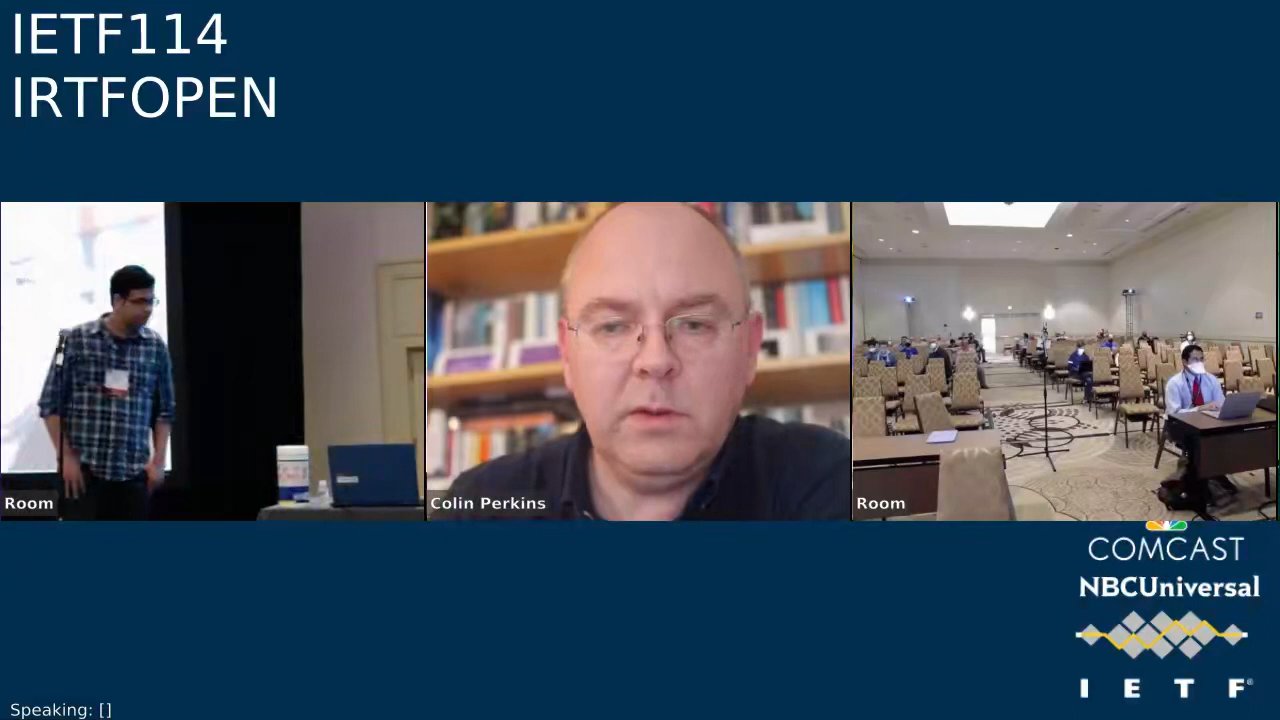 IETF114
IRTFOPEN
Room
Colin Perkins
Room
COMCAST
NBCUniversal
I E T F®
Speaking: []